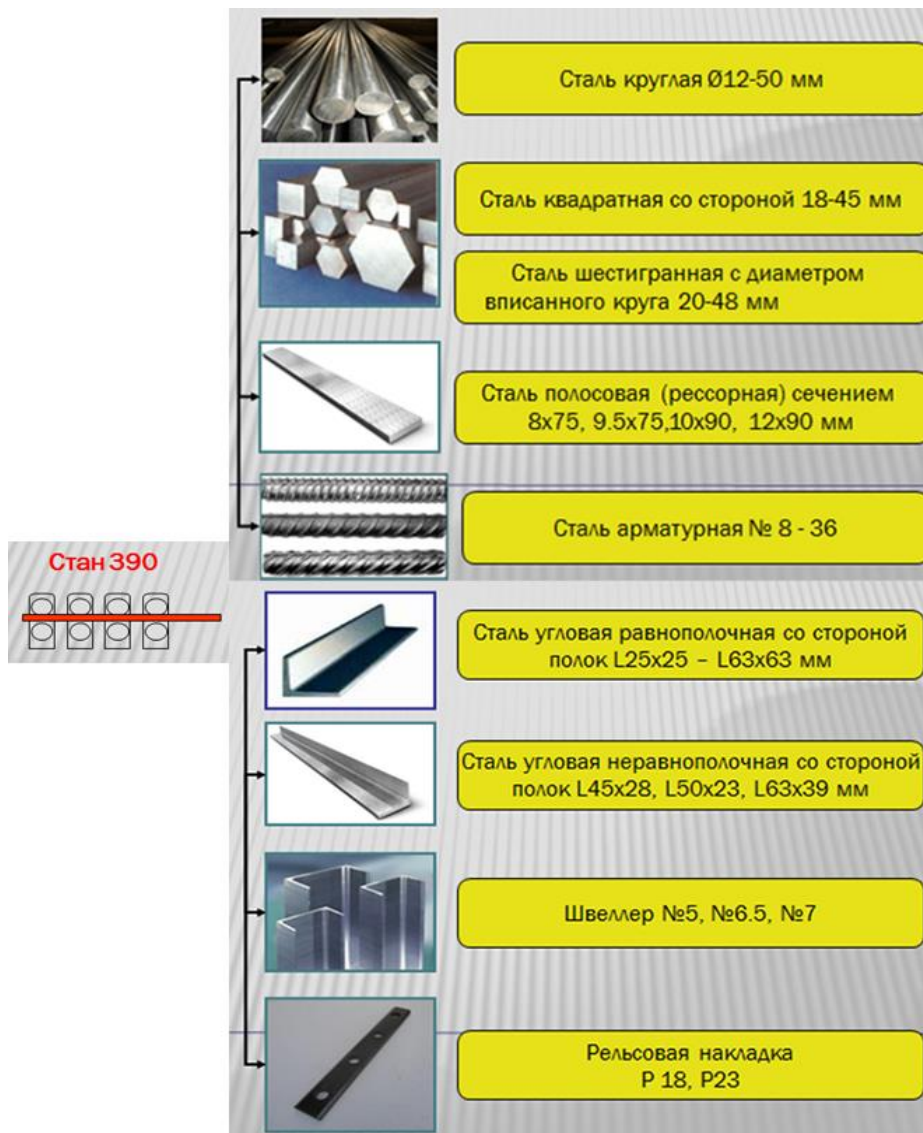 Сталь круглая Ø12-50 мм
Сталь квадратная со стороной 18-45 мм
Сталь шестигранная с диаметром
вписанного круга 20-48 мм
Сталь полосовая (рессорная) сечением
8х75, 9.5х75,10х90, 12х90 мм
Сталь арматурная № 8 - 36
Стан 390
Сталь угловая равнополочная со стороной
полок L25х25 – L63х63 мм
Сталь угловая неравнополочная со стороной
полок L45х28, L50х23, L63х39 мм
Швеллер №5, №6.5, №7
Рельсовая накладка
Р 18, Р23